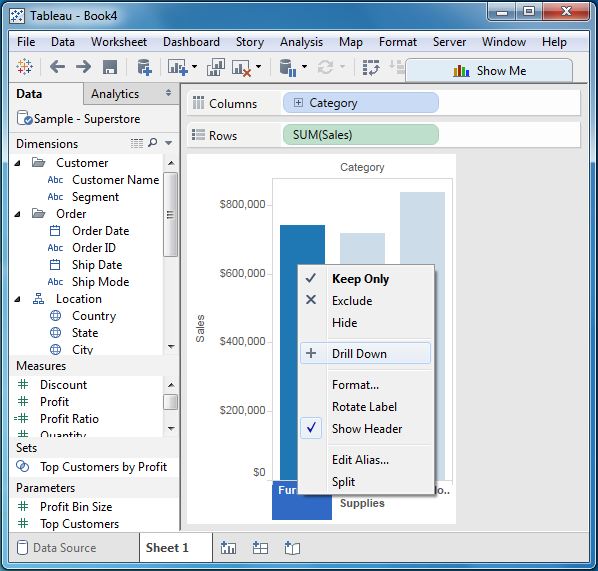 Tableau - Book4
File Data Worksheet Dashboard Story Analysis Map Format Server Window Help
Show Me
Data Analytics
Sample - Superstore
Dimensions
Customer
Abc Customer Name
Abc Segment
Order
Order Date
Abc Order ID
Ship Date
Abc Ship Mode
Location
Country
State
City
Measures
Discount
Profit
Profit Ratio
Quantity
Sets
Top Customers by Profit
Parameters
Profit Bin Size
Top Customers
Columns Category
Rows SUM(Sales)
Category
$800,000
$600,000
$400,000
$200,000
$0
Sales
Keep Only
Exclude
Hide
Drill Down
Format...
Rotate Label
Show Header
Edit Alias...
Split
Supplies
Data Source Sheet 1